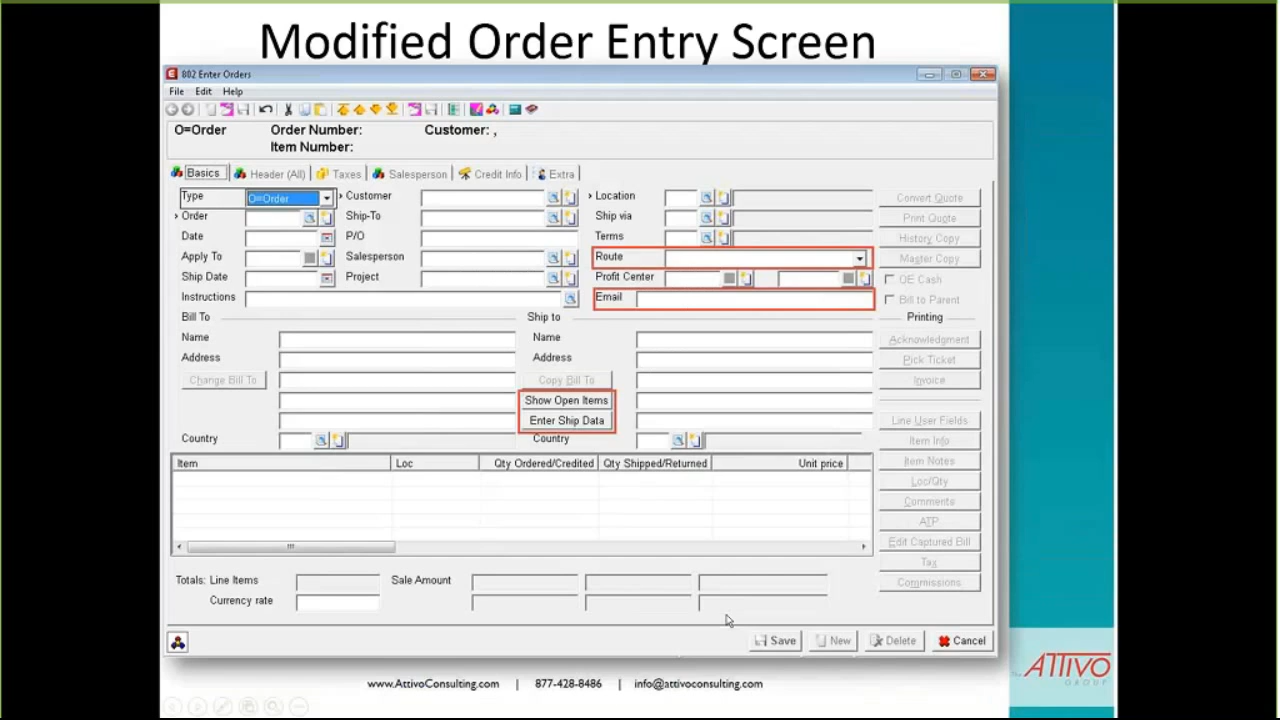 Modified Order Entry Screen
802 Enter Orders
File Edit Help
O=Order Order Number: Customer: ,
Item Number:
Basics Header (All) Taxes Salesperson Credit Info Extra
Type O=Order Customer Location Convert Quote
Order Ship-To Ship via Print Quote
Date P/O Terms History Copy
Apply To Salesperson Route Master Copy
Ship Date Project Profit Center OE Cash
Instructions Email Bill to Parent
Bill To Ship to Printing
Name Name Acknowledgment
Address Address Pick Ticket
Change Bill To Copy Bill To Invoice
Show Open Items
Enter Ship Data Line User Fields
Country Country Item Info
Item Loc Qty Ordered/Credited Qty Shipped/Returned Unit price Item Notes
Loc/Qty
Comments
ATP
Edit Captured Bill
Tax
Totals: Line Items Sale Amount Commissions
Currency rate
Save New Delete Cancel
www.AttivoConsulting.com | 877-428-8486 | info@attivoconsulting.com
The ATTIVO
GROUP